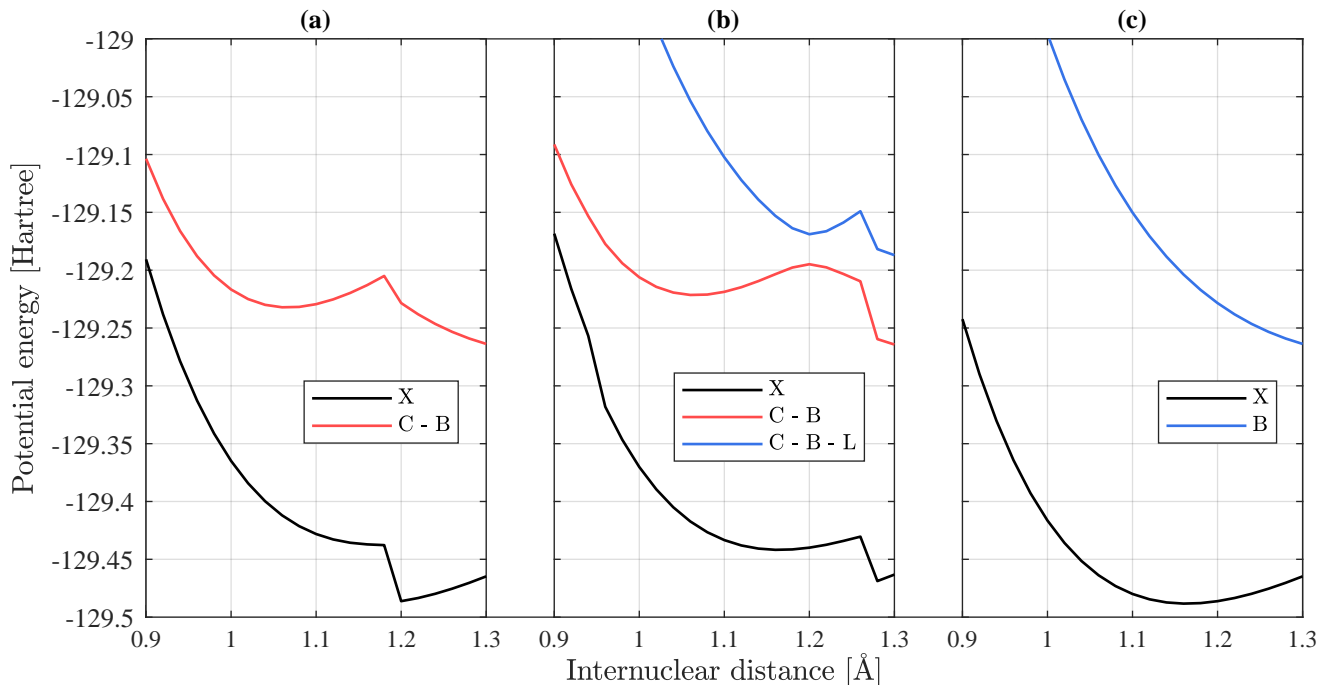 (a)
(b)
(c)
Potential energy [Hartree]
-129
-129.05
-129.1
-129.15
-129.2
-129.25
-129.3
-129.35
-129.4
-129.45
-129.5
X
C - B
X
C - B
C - B - L
X
B
0.9 1 1.1 1.2 1.3
0.9 1 1.1 1.2 1.3
0.9 1 1.1 1.2 1.3
Internuclear distance [Å]